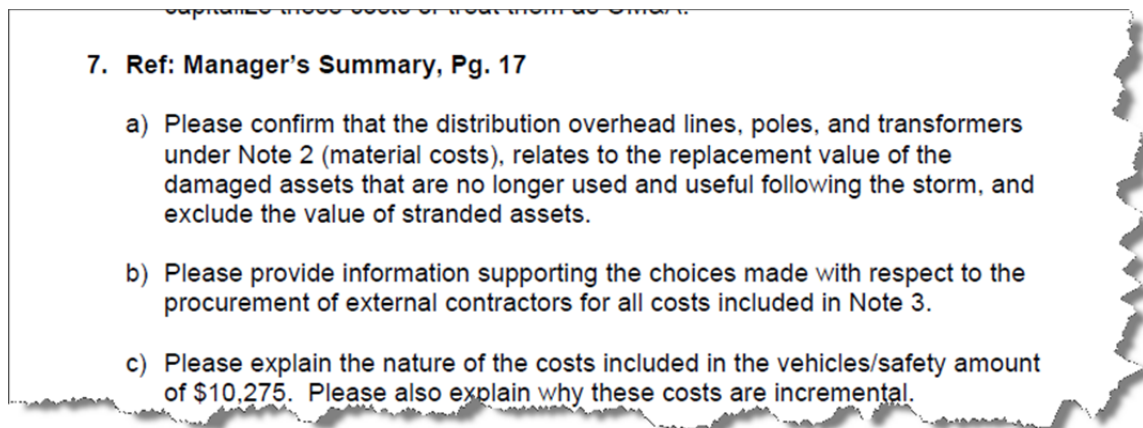 7. Ref: Manager's Summary, Pg. 17
a) Please confirm that the distribution overhead lines, poles, and transformers
under Note 2 (material costs), relates to the replacement value of the
damaged assets that are no longer used and useful following the storm, and
exclude the value of stranded assets.
b) Please provide information supporting the choices made with respect to the
procurement of external contractors for all costs included in Note 3.
c) Please explain the nature of the costs included in the vehicles/safety amount
of $10,275.  Please also explain why these costs are incremental.